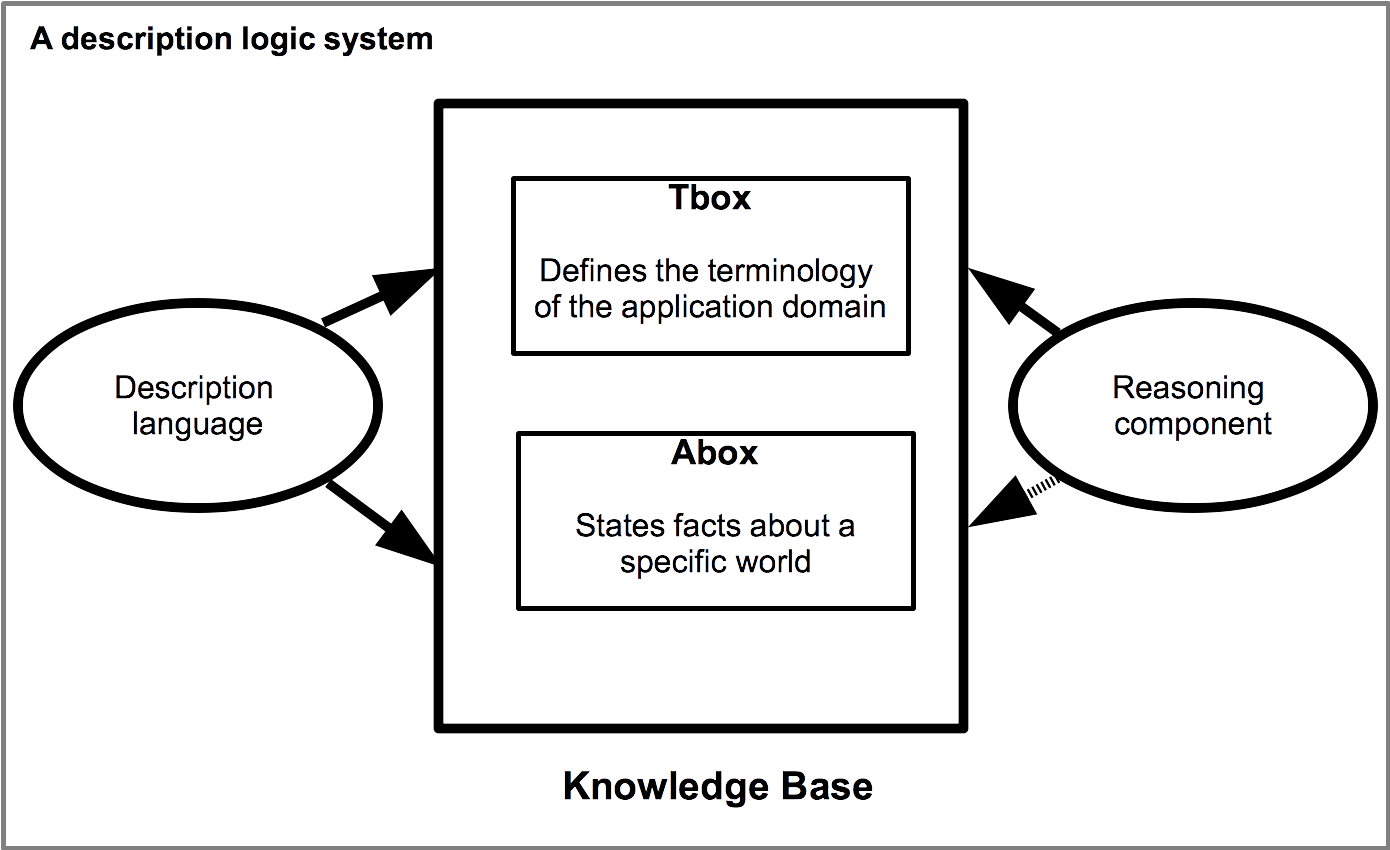 A description logic system
Tbox
Defines the terminology
of the application domain
Description
language
Reasoning
component
Abox
States facts about a
specific world
Knowledge Base